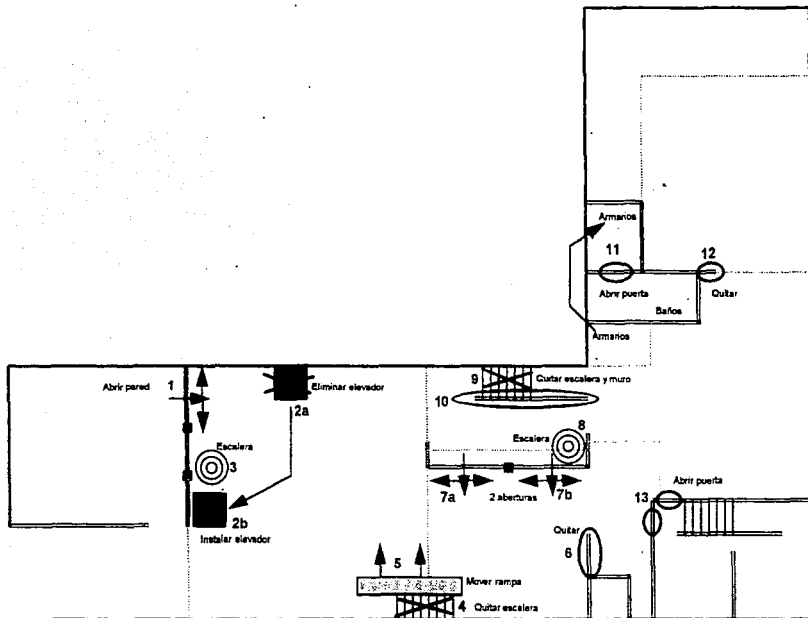 Armarios
11
12
Abrir puerta
Quitar
Baños
Armarios
Abrir pared
1
Eliminar elevador
2a
9
Quitar escalera y muro
10
Escalera
8
Escalera
3
7a
2 aberturas
7b
Abrir puerta
13
2b
Instalar elevador
Quitar
6
5
Mover rampa
4
Quitar escalera